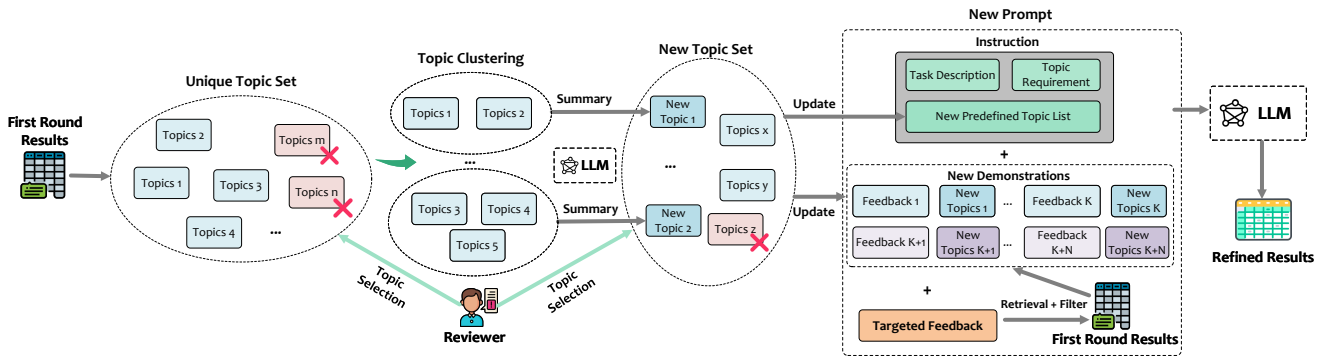 First Round
Results
Unique Topic Set
Topics 2
Topics m
Topics 1
Topics 3
Topics n
Topics 4
...
Topic Clustering
Topics 1
Topics 2
...
LLM
Topics 3
Topics 4
Topics 5
Summary
Summary
Topic
Selection
Topic
Selection
Reviewer
New Topic Set
New
Topic 1
Topics x
...
Topics y
New
Topic 2
Topics z
Update
Update
New Prompt
Instruction
Task Description
Topic
Requirement
New Predefined Topic List
+
New Demonstrations
Feedback 1
New
Topics 1
...
Feedback K
New
Topics K
Feedback K+1
New
Topics K+1
...
Feedback
K+N
New
Topics K+N
+
Targeted Feedback
Retrieval + Filter
First Round Results
LLM
Refined Results